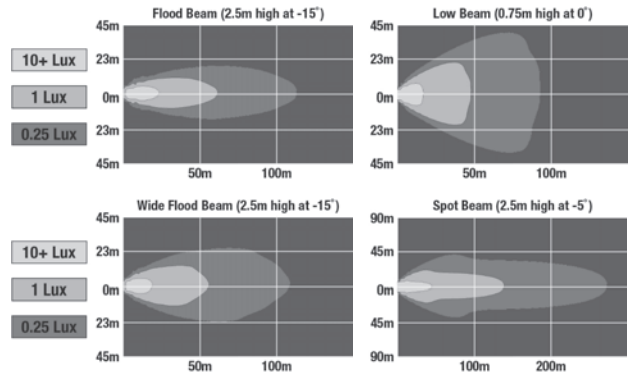 Flood Beam (2.5m high at -15°)
Low Beam (0.75m high at 0°)
10+ Lux
1 Lux
0.25 Lux
45m
23m
0m
23m
45m
50m
100m
45m
23m
0m
23m
45m
50m
100m
Wide Flood Beam (2.5m high at -15°)
Spot Beam (2.5m high at -5°)
10+ Lux
1 Lux
0.25 Lux
45m
23m
0m
23m
45m
50m
100m
90m
45m
0m
45m
90m
100m
200m